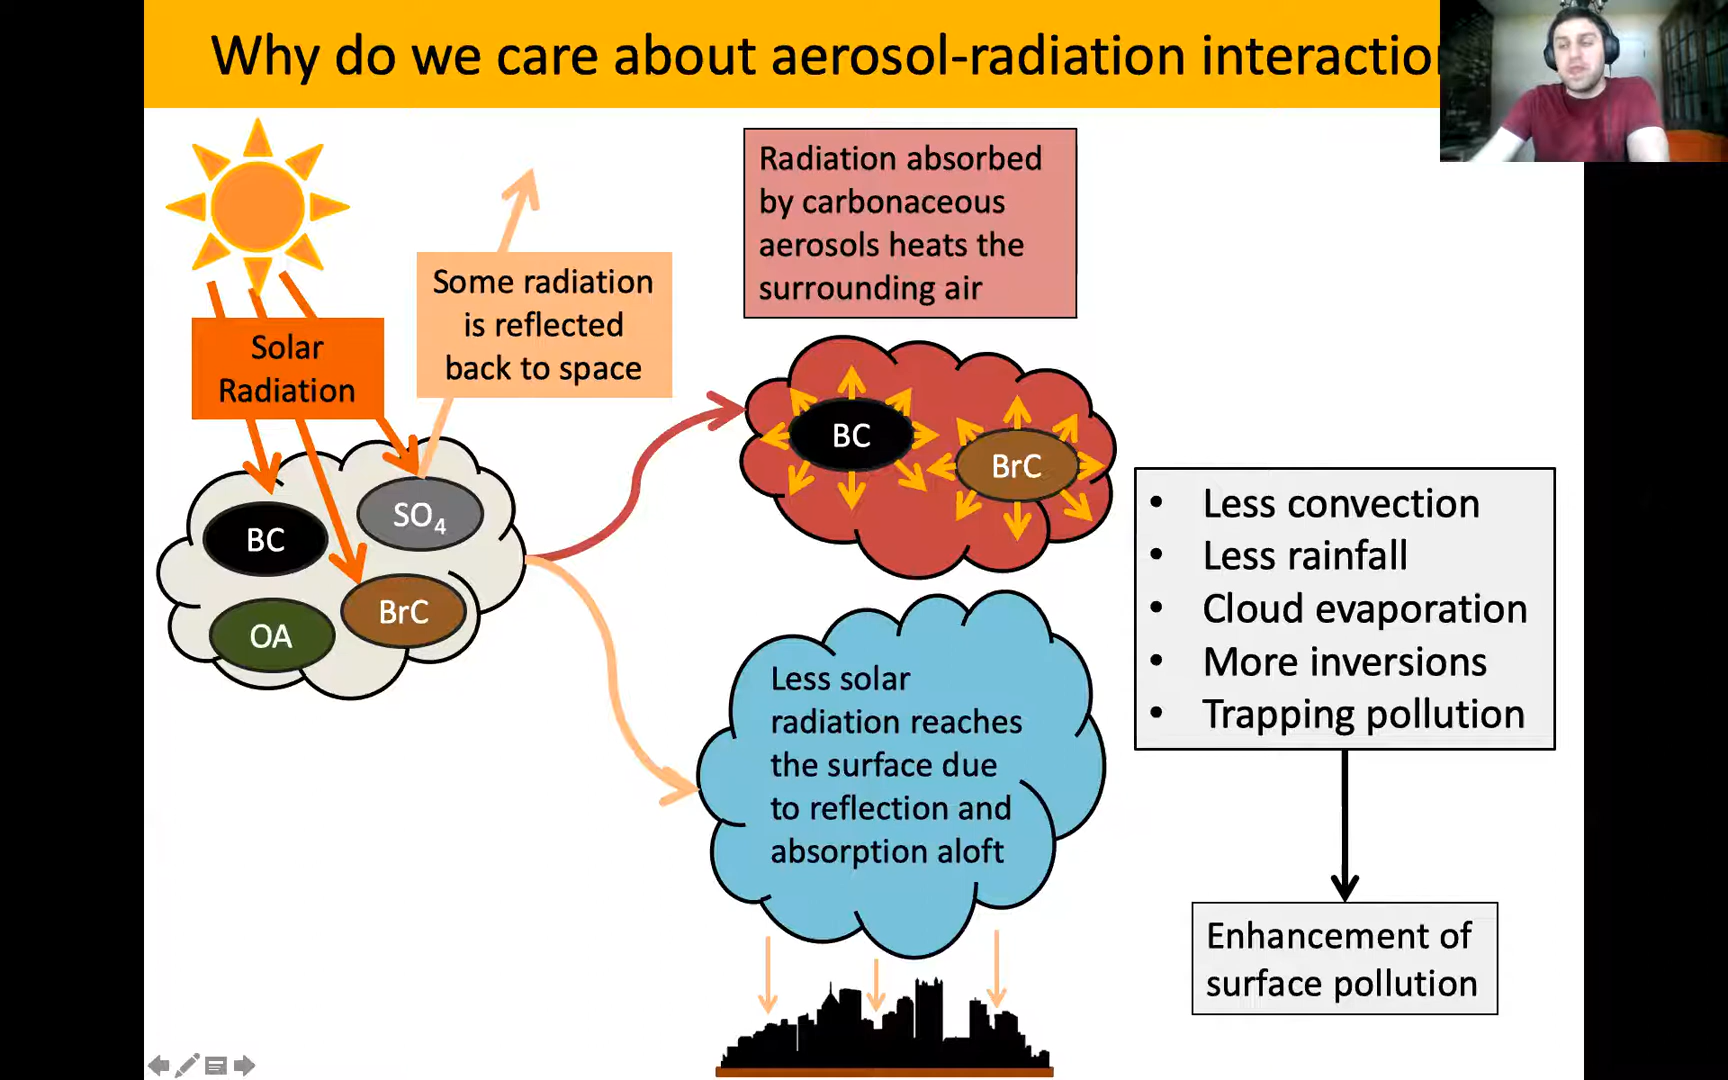 Why do we care about aerosol-radiation interactio
Solar
Radiation
Some radiation
is reflected
back to space
BC
SO₄
OA
BrC
Radiation absorbed
by carbonaceous
aerosols heats the
surrounding air
BC
BrC
Less solar
radiation reaches
the surface due
to reflection and
absorption aloft
• Less convection
• Less rainfall
• Cloud evaporation
• More inversions
• Trapping pollution
Enhancement of
surface pollution